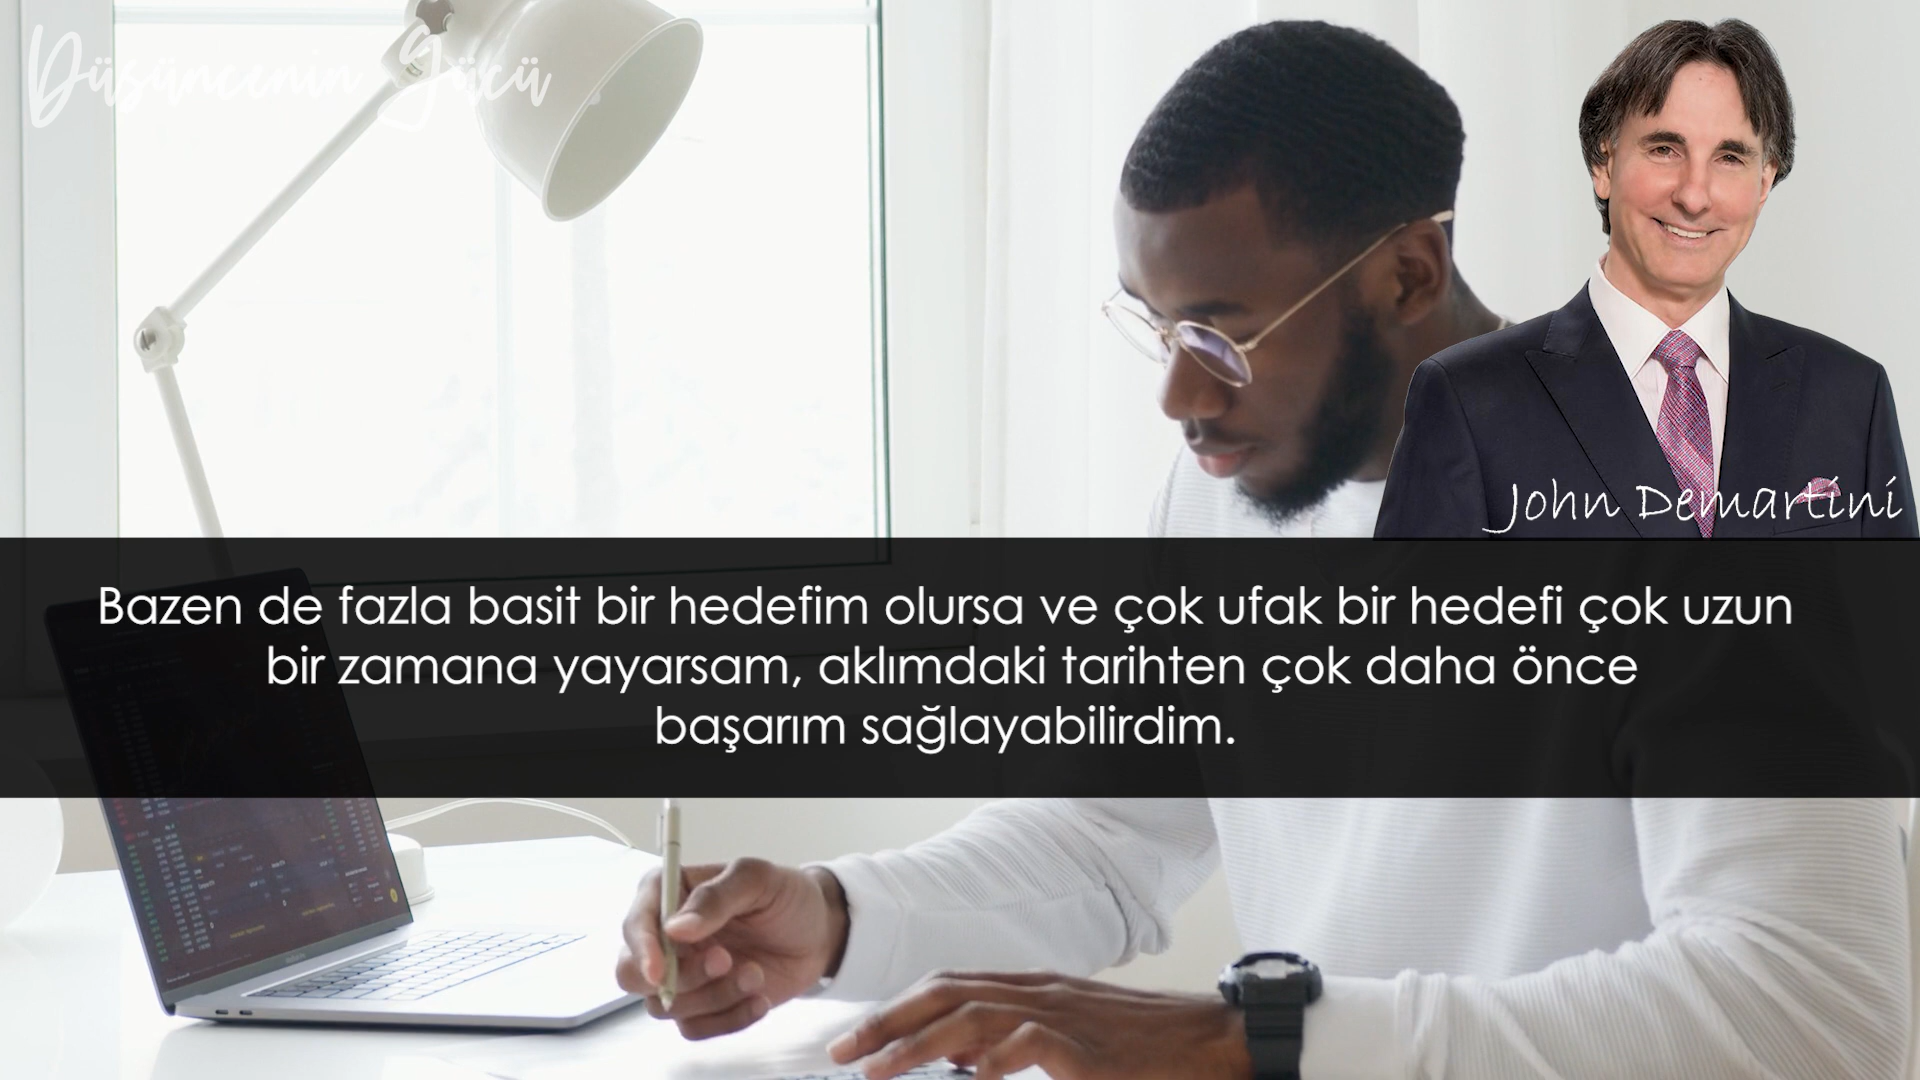 Düşüncenin Gücü
John Demartini
Bazen de fazla basit bir hedefim olursa ve çok ufak bir hedefi çok uzun
bir zamana yayarsam, aklımdaki tarihten çok daha önce
başarım sağlayabilirdim.